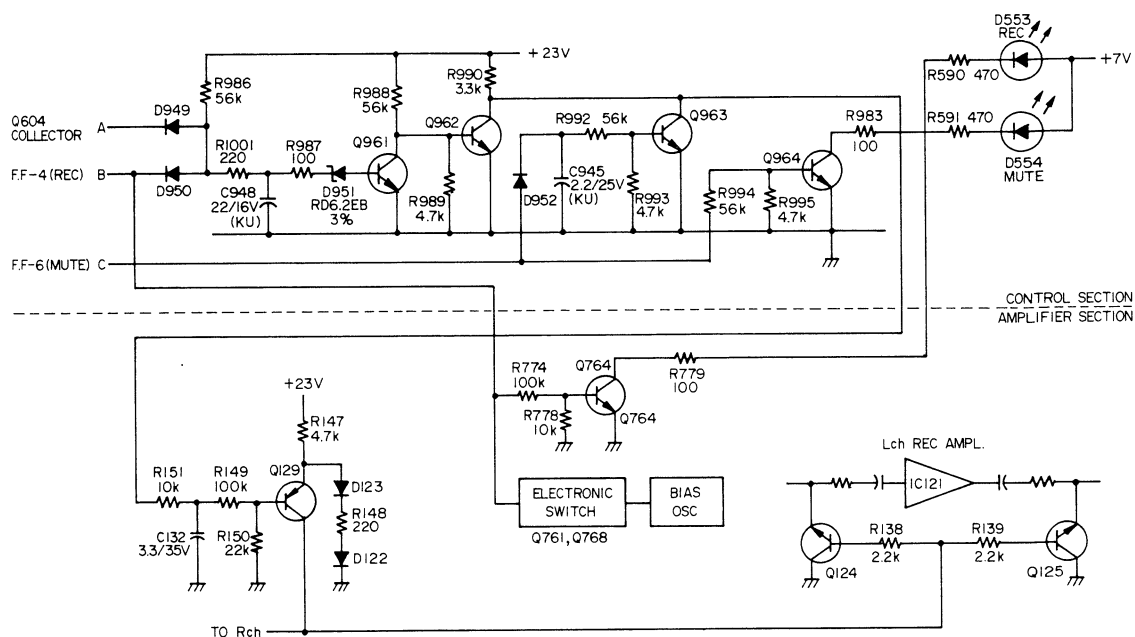 D553
REC
+23V
+7V
R986
56k
R988
56k
R990
3.3k
R590 470
Q604
COLLECTOR A
D949
R1001
220
R987
100
Q961
Q962
R992 56k
Q963
R983
100
R591 470
F.F-4 (REC) B
D950
C948
22/16V
(KU)
D951
RD6.2EB
3%
R989
4.7k
D952
C945
2.2/25V
(KU)
R993
4.7k
Q964
R994
56k
R995
4.7k
D554
MUTE
F.F-6 (MUTE) C
CONTROL SECTION
AMPLIFIER SECTION
+23V
R774
100k
Q764
R779
100
R147
4.7k
R778
10k
Q764
Lch REC AMPL.
R151
10k
R149
100k
Q129
D123
IC121
C132
3.3/35V
R150
22k
R148
220
ELECTRONIC
SWITCH
BIAS
OSC
D122
Q761, Q768
R138
2.2k
R139
2.2k
Q124
Q125
TO Rch